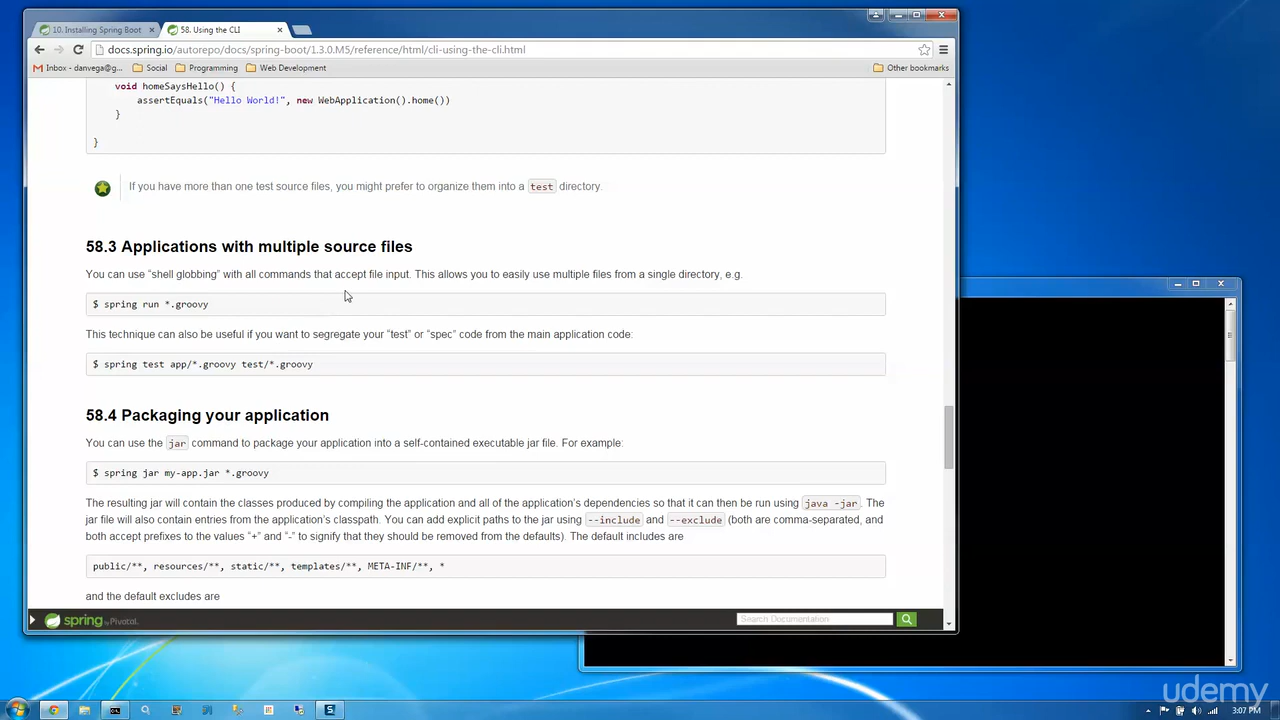 10. Installing Spring Boot
58. Using the CLI
docs.spring.io/autorepo/docs/spring-boot/1.3.0.M5/reference/html/cli-using-the-cli.html
Inbox - danvega@g...
Social
Programming
Web Development
Other bookmarks
void homeSaysHello() {
assertEquals("Hello World!", new WebApplication().home())
}
}
If you have more than one test source files, you might prefer to organize them into a test directory.
58.3 Applications with multiple source files
You can use “shell globbing” with all commands that accept file input. This allows you to easily use multiple files from a single directory, e.g.
$ spring run *.groovy
This technique can also be useful if you want to segregate your “test” or “spec” code from the main application code:
$ spring test app/*.groovy test/*.groovy
58.4 Packaging your application
You can use the jar command to package your application into a self-contained executable jar file. For example:
$ spring jar my-app.jar *.groovy
The resulting jar will contain the classes produced by compiling the application and all of the application’s dependencies so that it can then be run using java -jar. The
jar file will also contain entries from the application’s classpath. You can add explicit paths to the jar using --include and --exclude (both are comma-separated, and
both accept prefixes to the values “+” and “-” to signify that they should be removed from the defaults). The default includes are
public/**, resources/**, static/**, templates/**, META-INF/**, *
and the default excludes are
spring by Pivotal.
Search Documentation
udemy
3:07 PM